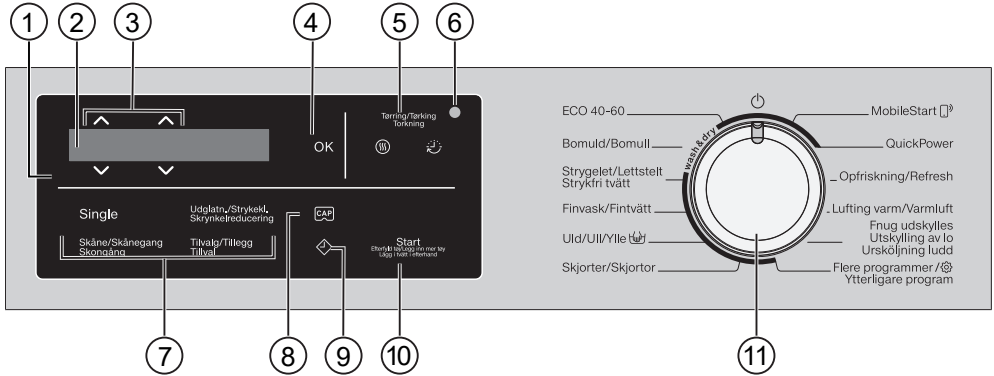 1
2
3
4
5
6
Tørring/Tørking
Torkning
OK
Single
Udglatn./Strykekl.
Skrynkelreducering
CAP
Skåne/Skånegang
Skongång
Tilvalg/Tillegg
Tillval
Start
Efterfyld tøj/Legg inn mer tøy
Lägg i tvätt i efterhand
7
8
9
10
wash&dry
ECO 40-60
Bomuld/Bomull
Strygelet/Lettstelt
Strykfri tvätt
Finvask/Fintvätt
Uld/Ull/Ylle
Skjorter/Skjortor
MobileStart
QuickPower
Opfriskning/Refresh
Lufting varm/Varmluft
Fnug udskylles
Utskylling av lo
Ursköljning ludd
Flere programmer/
Ytterligare program
11